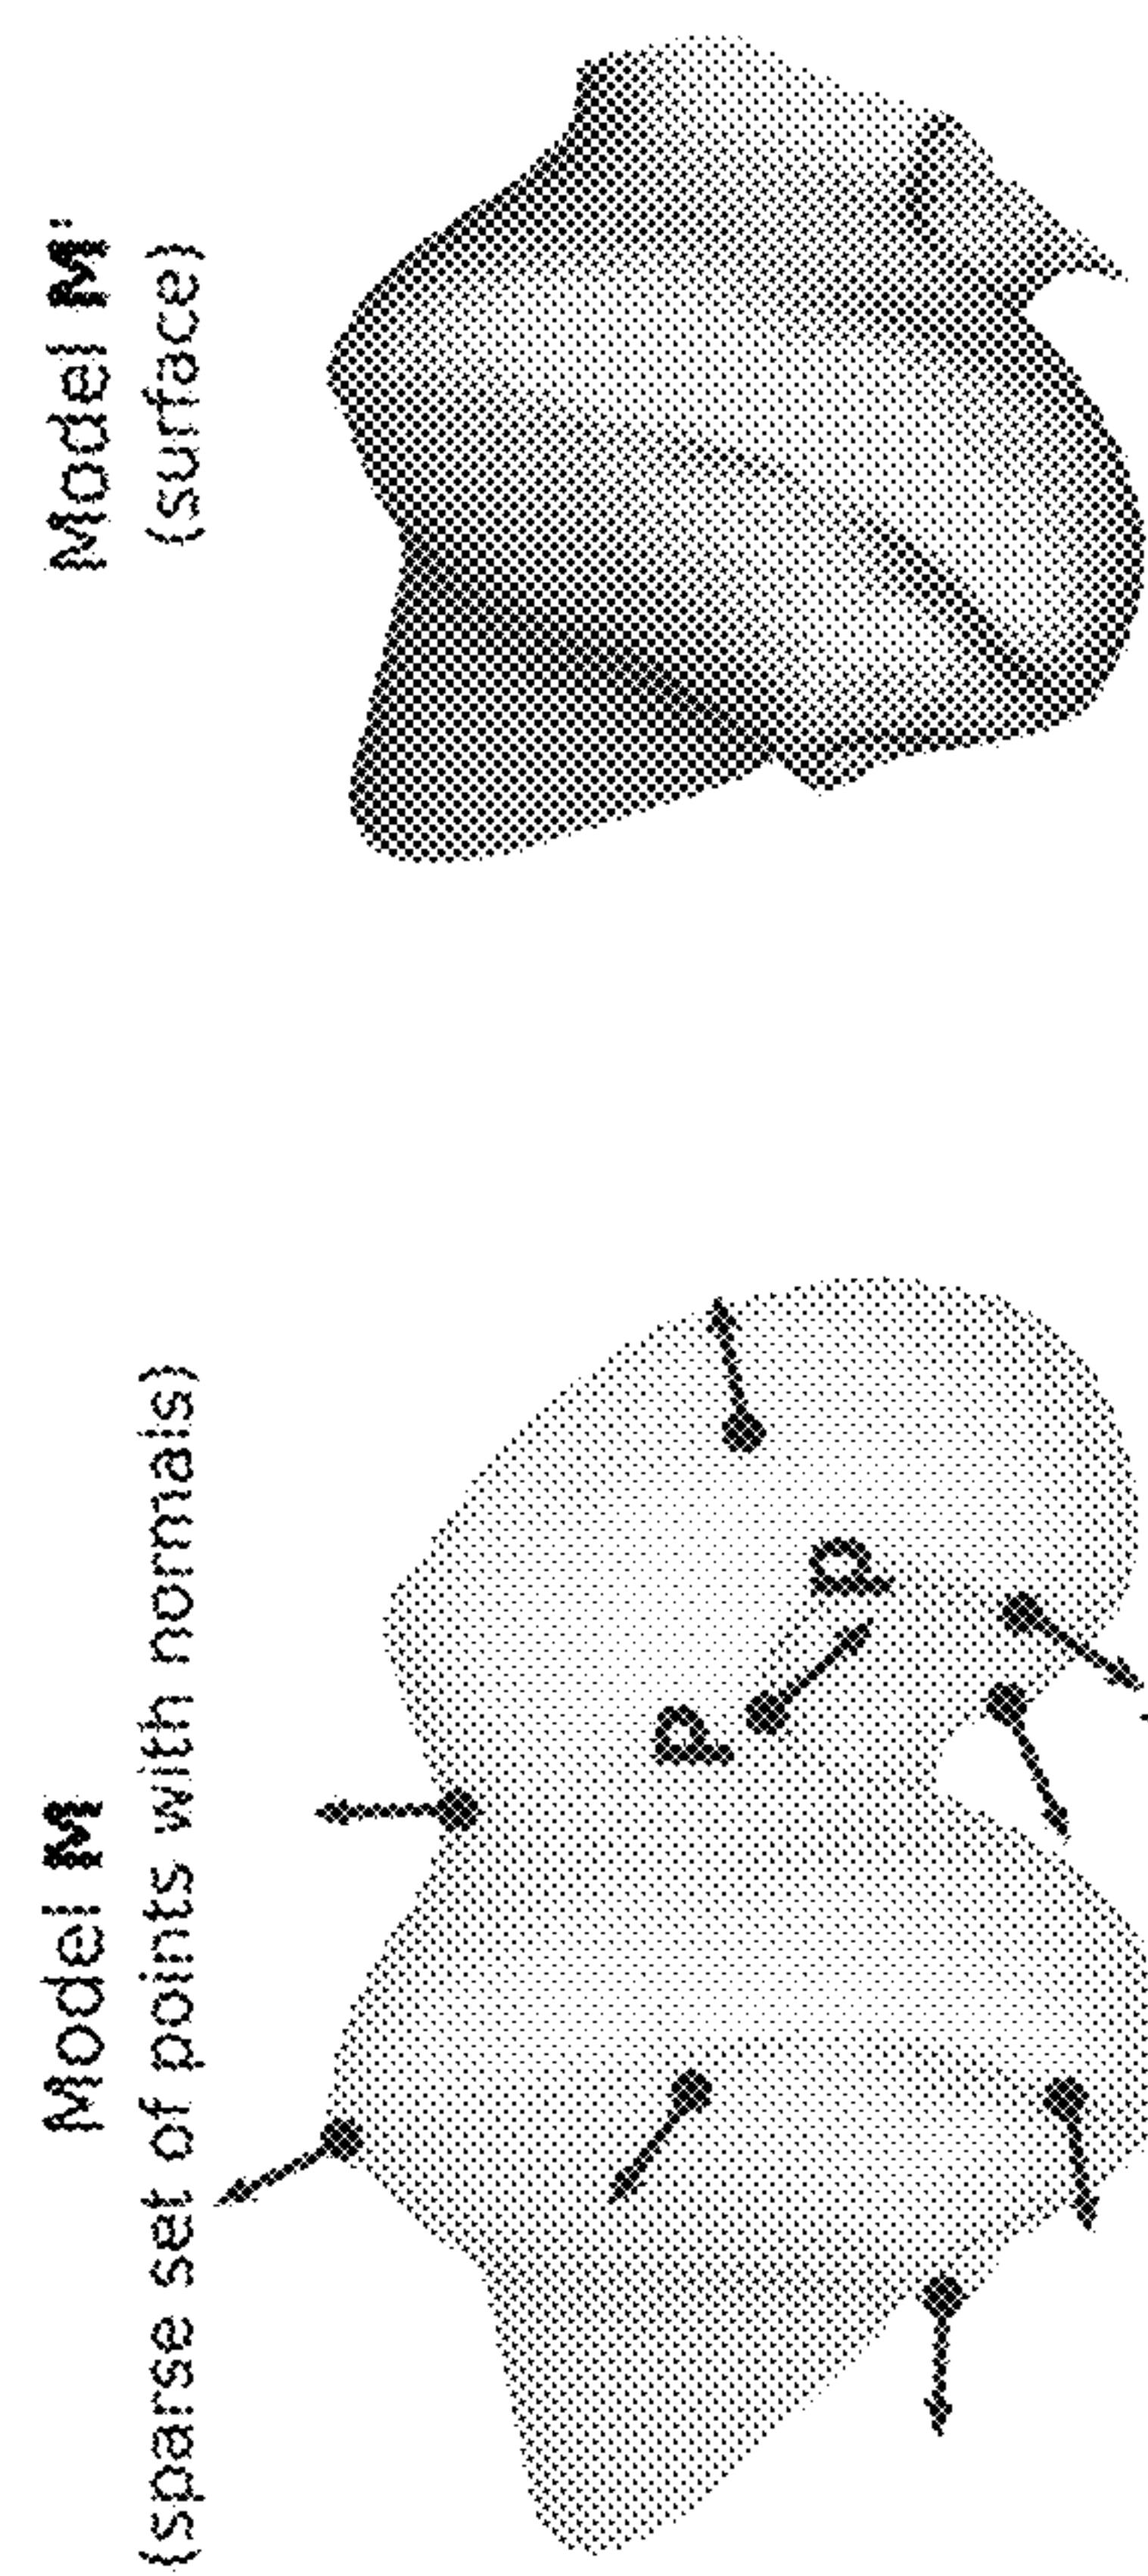 Model M
(sparse set of points with normals)
p
p
Model M'
(surface)